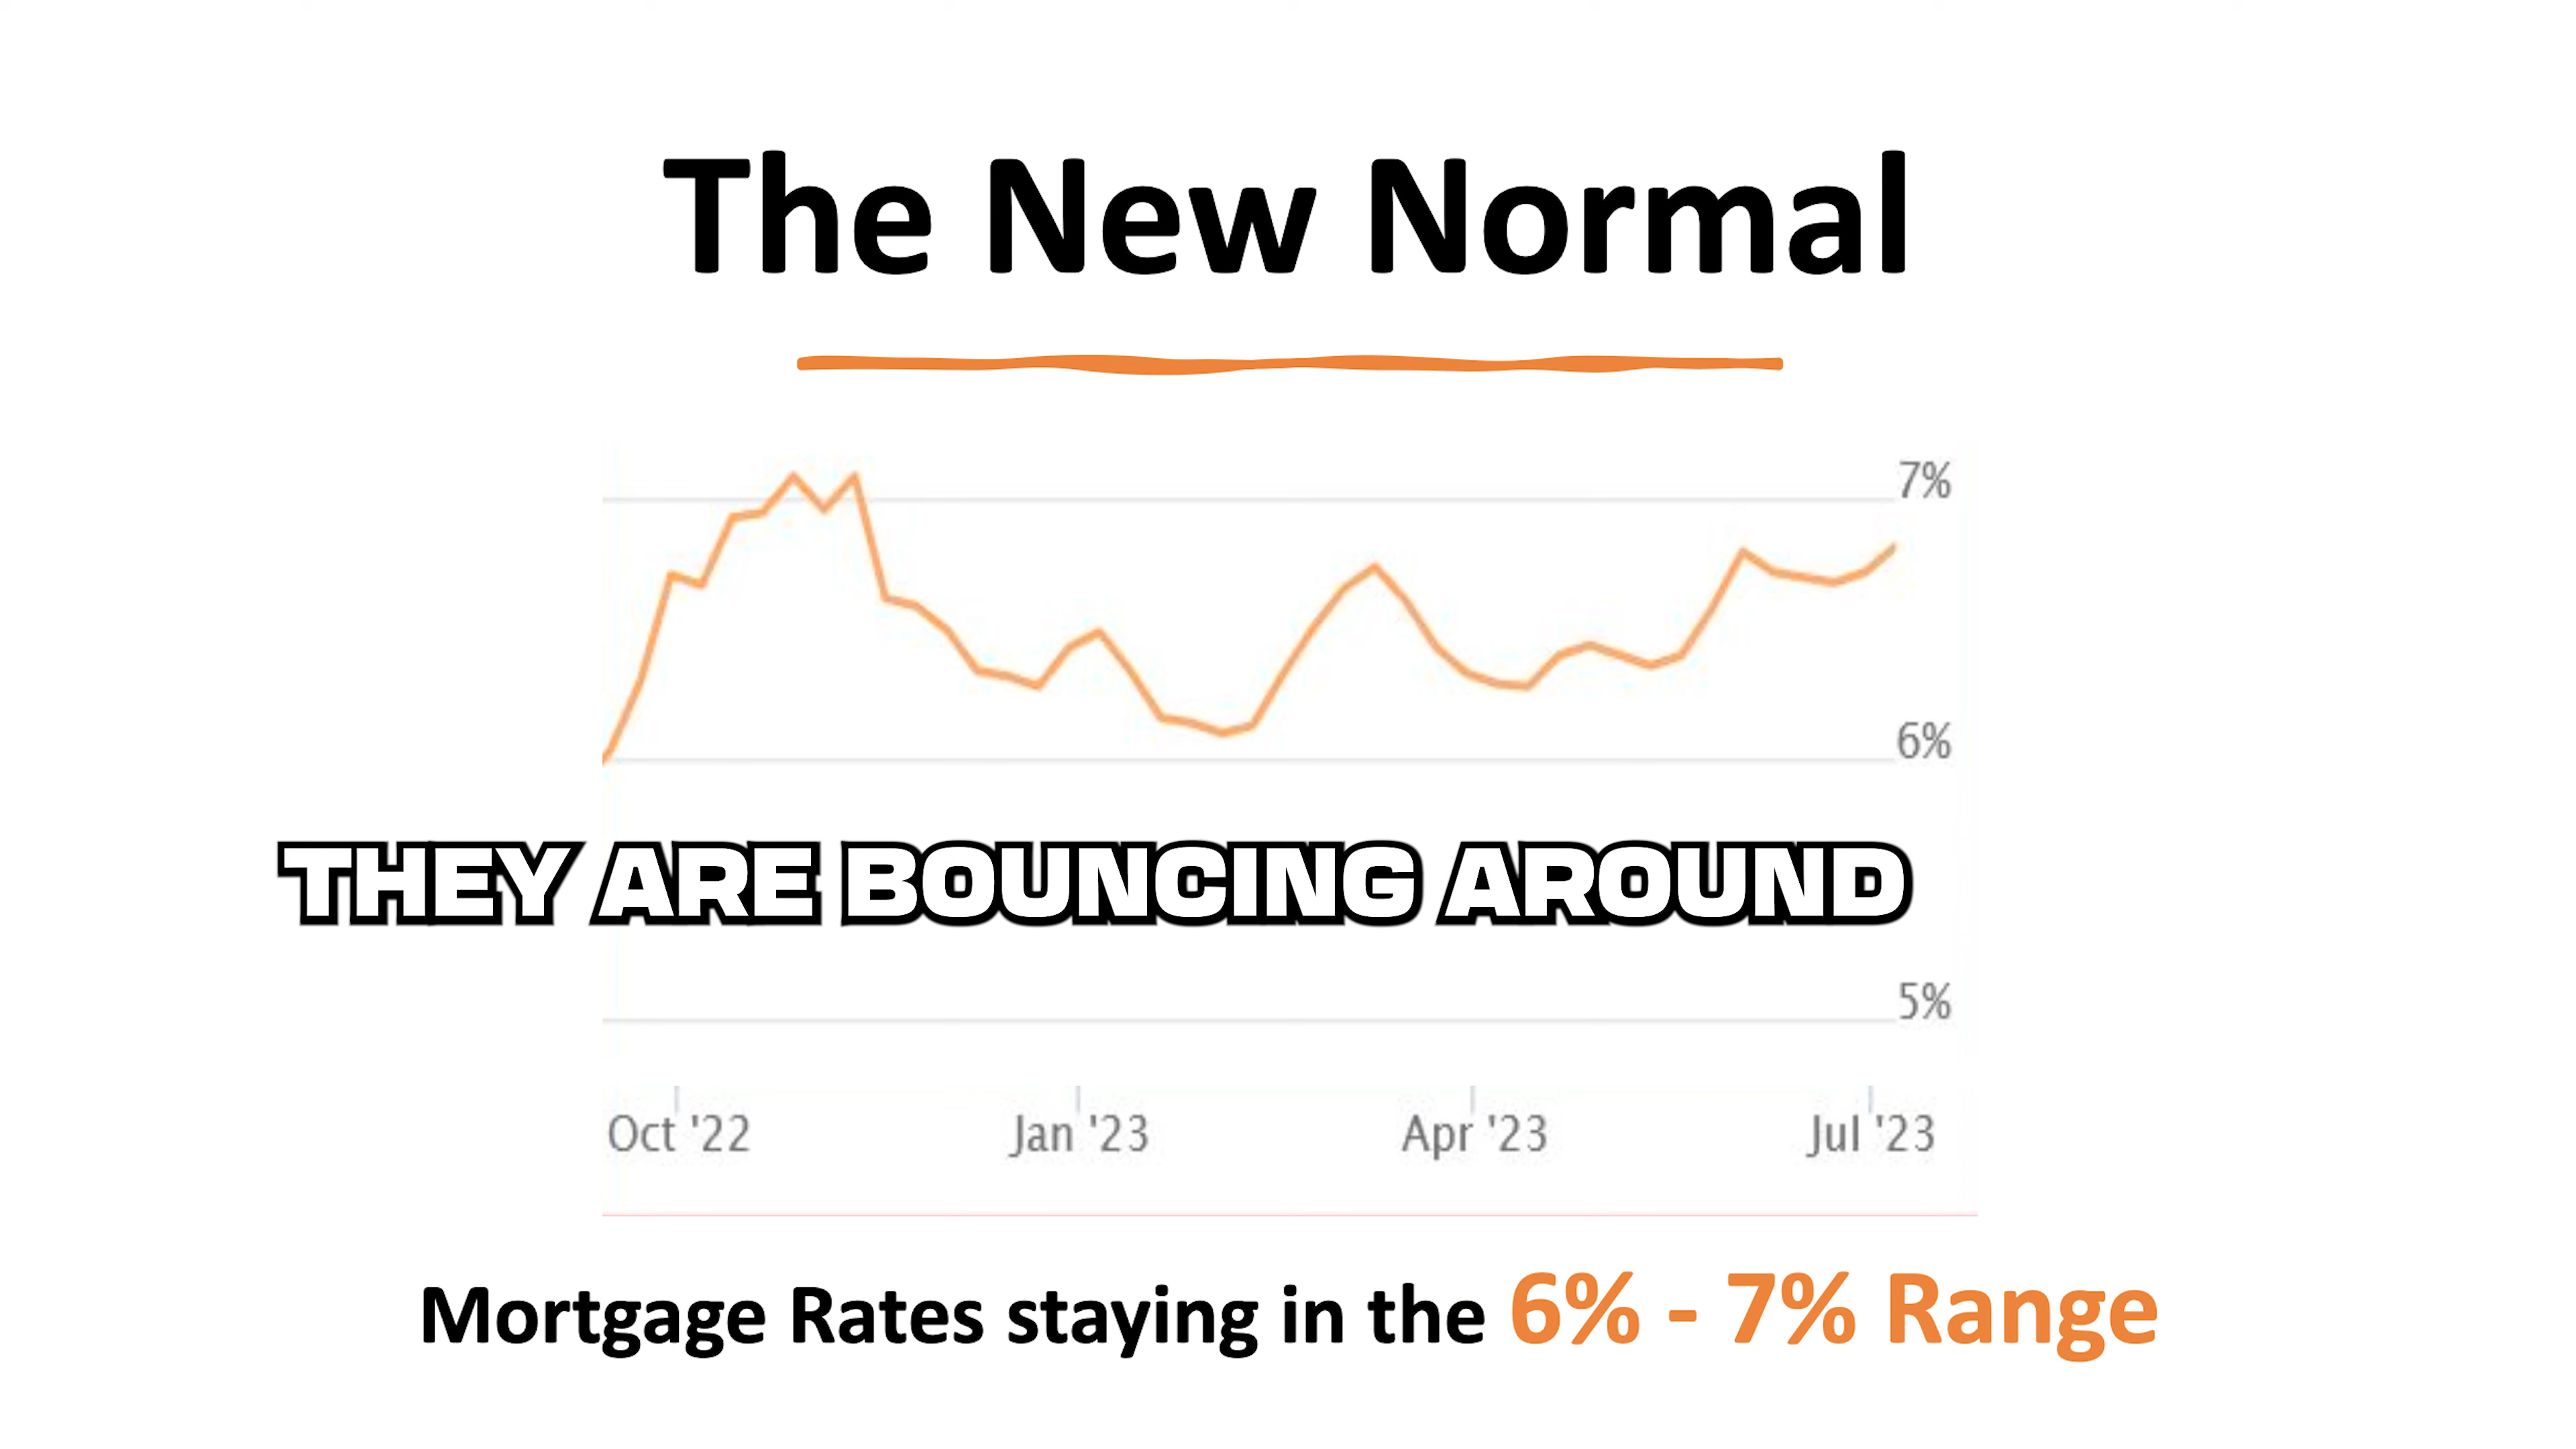 The New Normal
7%
6%
THEY ARE BOUNCING AROUND
5%
Oct '22 Jan '23 Apr '23 Jul '23
Mortgage Rates staying in the 6% - 7% Range